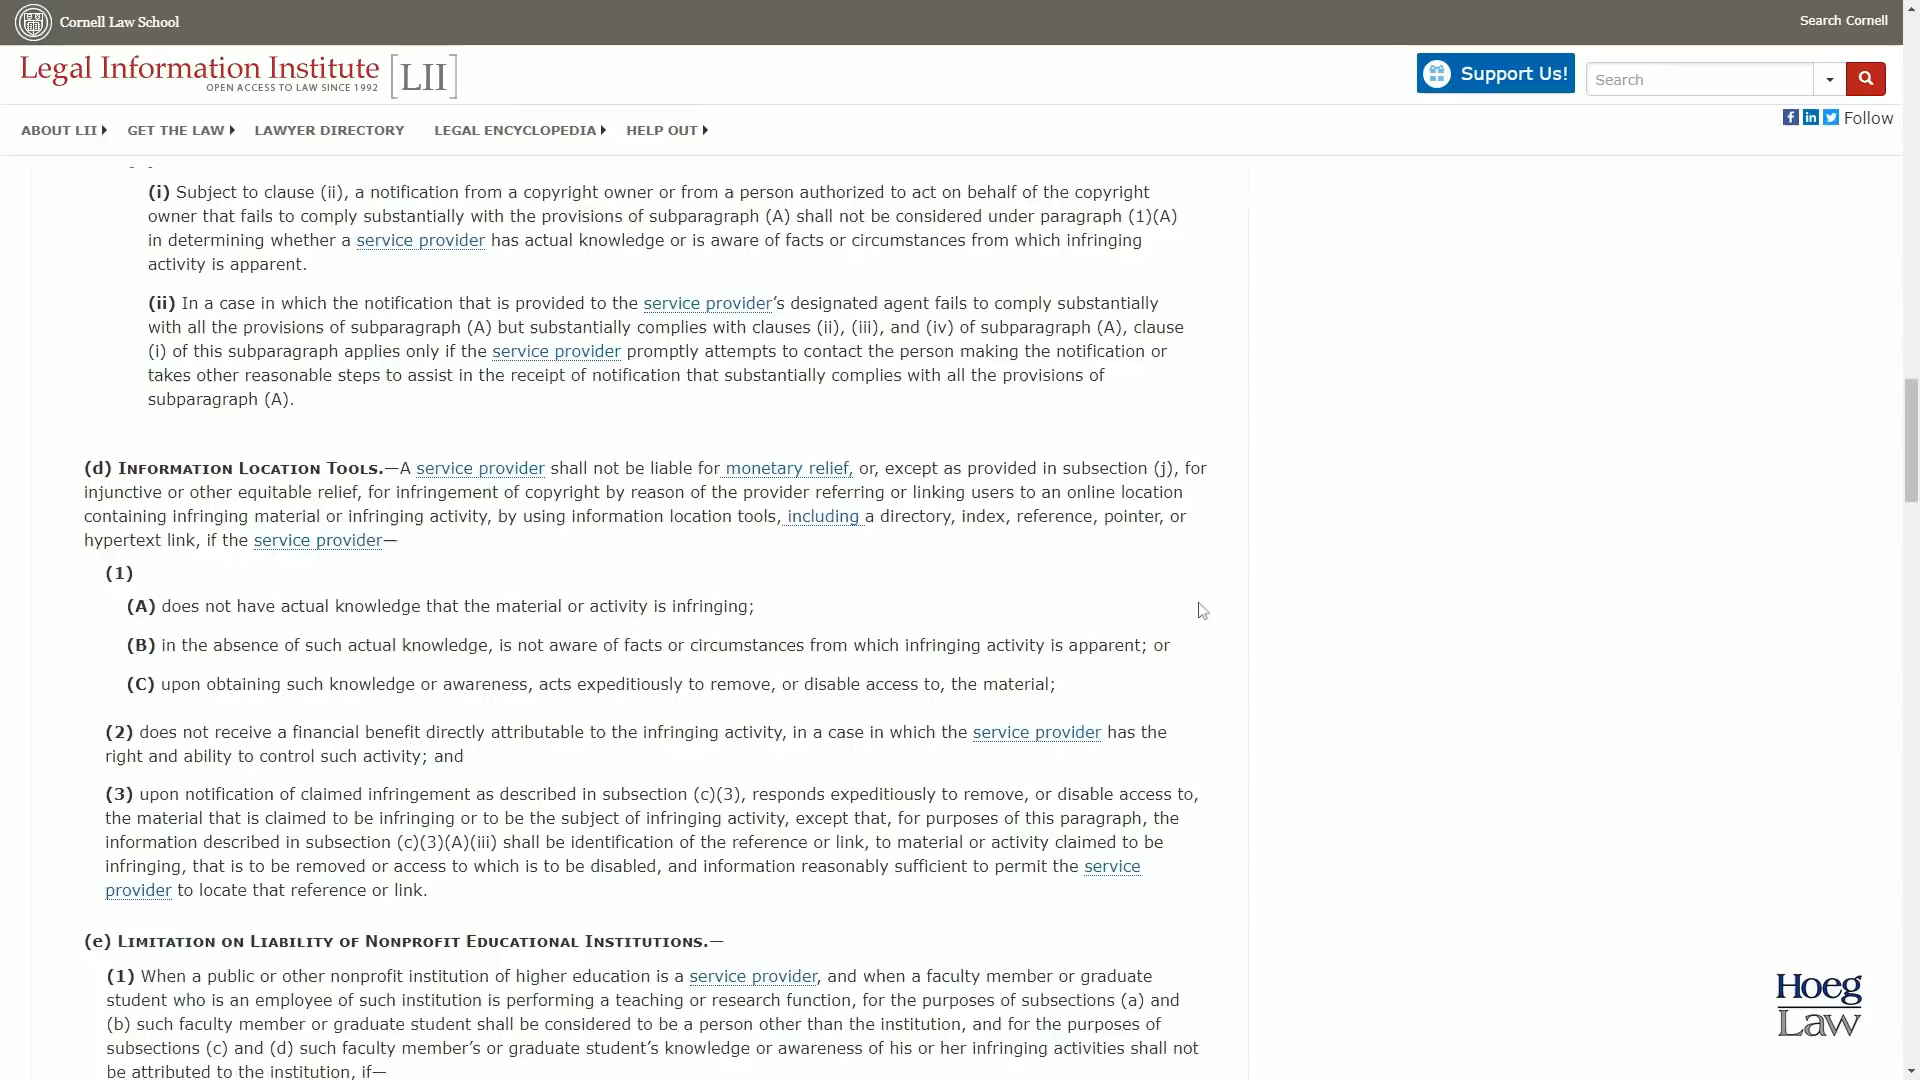 Cornell Law School
Search Cornell
Legal Information Institute [LII]
OPEN ACCESS TO LAW SINCE 1992
Support Us!
Search
ABOUT LII GET THE LAW LAWYER DIRECTORY LEGAL ENCYCLOPEDIA HELP OUT
Follow
(i) Subject to clause (ii), a notification from a copyright owner or from a person authorized to act on behalf of the copyright
owner that fails to comply substantially with the provisions of subparagraph (A) shall not be considered under paragraph (1)(A)
in determining whether a service provider has actual knowledge or is aware of facts or circumstances from which infringing
activity is apparent.
(ii) In a case in which the notification that is provided to the service provider’s designated agent fails to comply substantially
with all the provisions of subparagraph (A) but substantially complies with clauses (ii), (iii), and (iv) of subparagraph (A), clause
(i) of this subparagraph applies only if the service provider promptly attempts to contact the person making the notification or
takes other reasonable steps to assist in the receipt of notification that substantially complies with all the provisions of
subparagraph (A).
(d) Information Location Tools.—A service provider shall not be liable for monetary relief, or, except as provided in subsection (j), for
injunctive or other equitable relief, for infringement of copyright by reason of the provider referring or linking users to an online location
containing infringing material or infringing activity, by using information location tools, including a directory, index, reference, pointer, or
hypertext link, if the service provider—
(1)
(A) does not have actual knowledge that the material or activity is infringing;
(B) in the absence of such actual knowledge, is not aware of facts or circumstances from which infringing activity is apparent; or
(C) upon obtaining such knowledge or awareness, acts expeditiously to remove, or disable access to, the material;
(2) does not receive a financial benefit directly attributable to the infringing activity, in a case in which the service provider has the
right and ability to control such activity; and
(3) upon notification of claimed infringement as described in subsection (c)(3), responds expeditiously to remove, or disable access to,
the material that is claimed to be infringing or to be the subject of infringing activity, except that, for purposes of this paragraph, the
information described in subsection (c)(3)(A)(iii) shall be identification of the reference or link, to material or activity claimed to be
infringing, that is to be removed or access to which is to be disabled, and information reasonably sufficient to permit the service
provider to locate that reference or link.
(e) Limitation on Liability of Nonprofit Educational Institutions.—
(1) When a public or other nonprofit institution of higher education is a service provider, and when a faculty member or graduate
student who is an employee of such institution is performing a teaching or research function, for the purposes of subsections (a) and
(b) such faculty member or graduate student shall be considered to be a person other than the institution, and for the purposes of
subsections (c) and (d) such faculty member’s or graduate student’s knowledge or awareness of his or her infringing activities shall not
be attributed to the institution, if—
Hoeg
Law